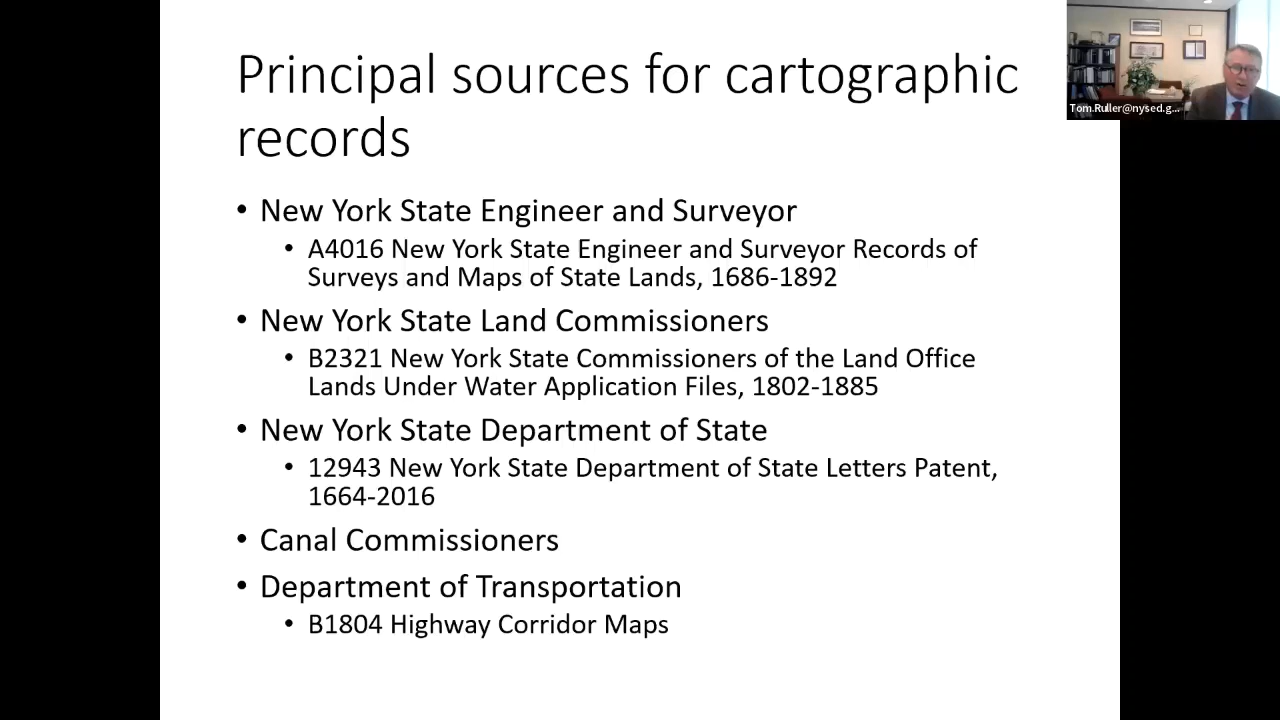 Principal sources for cartographic
records
• New York State Engineer and Surveyor
• A4016 New York State Engineer and Surveyor Records of
Surveys and Maps of State Lands, 1686-1892
• New York State Land Commissioners
• B2321 New York State Commissioners of the Land Office
Lands Under Water Application Files, 1802-1885
• New York State Department of State
• 12943 New York State Department of State Letters Patent,
1664-2016
• Canal Commissioners
• Department of Transportation
• B1804 Highway Corridor Maps
Tom.Ruller@nysed.g...